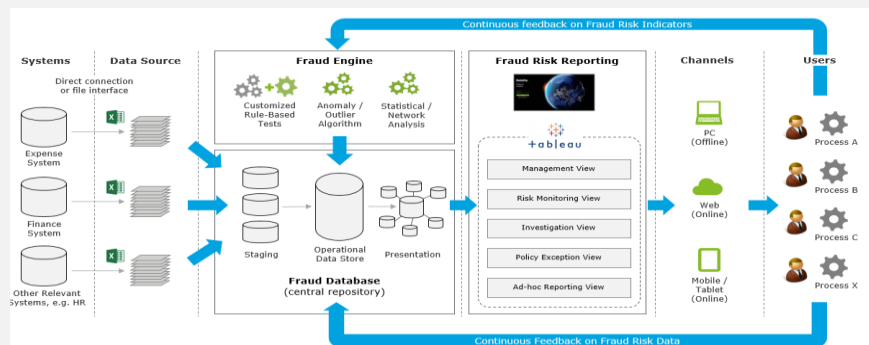 Continuous feedback on Fraud Risk Indicators
Systems
Data Source
Fraud Engine
Fraud Risk Reporting
Channels
Users
Direct connection
or file interface
Customized
Rule-Based
Tests
Anomaly /
Outlier
Algorithm
Statistical /
Network
Analysis
Expense
System
Finance
System
Other Relevant
Systems, e.g. HR
Staging
Operational
Data Store
Presentation
Fraud Database
(central repository)
+ableau
Management View
Risk Monitoring View
Investigation View
Policy Exception View
Ad-hoc Reporting View
PC
(Offline)
Web
(Online)
Mobile /
Tablet
(Online)
Process A
Process B
Process C
Process X
Continuous Feedback on Fraud Risk Data